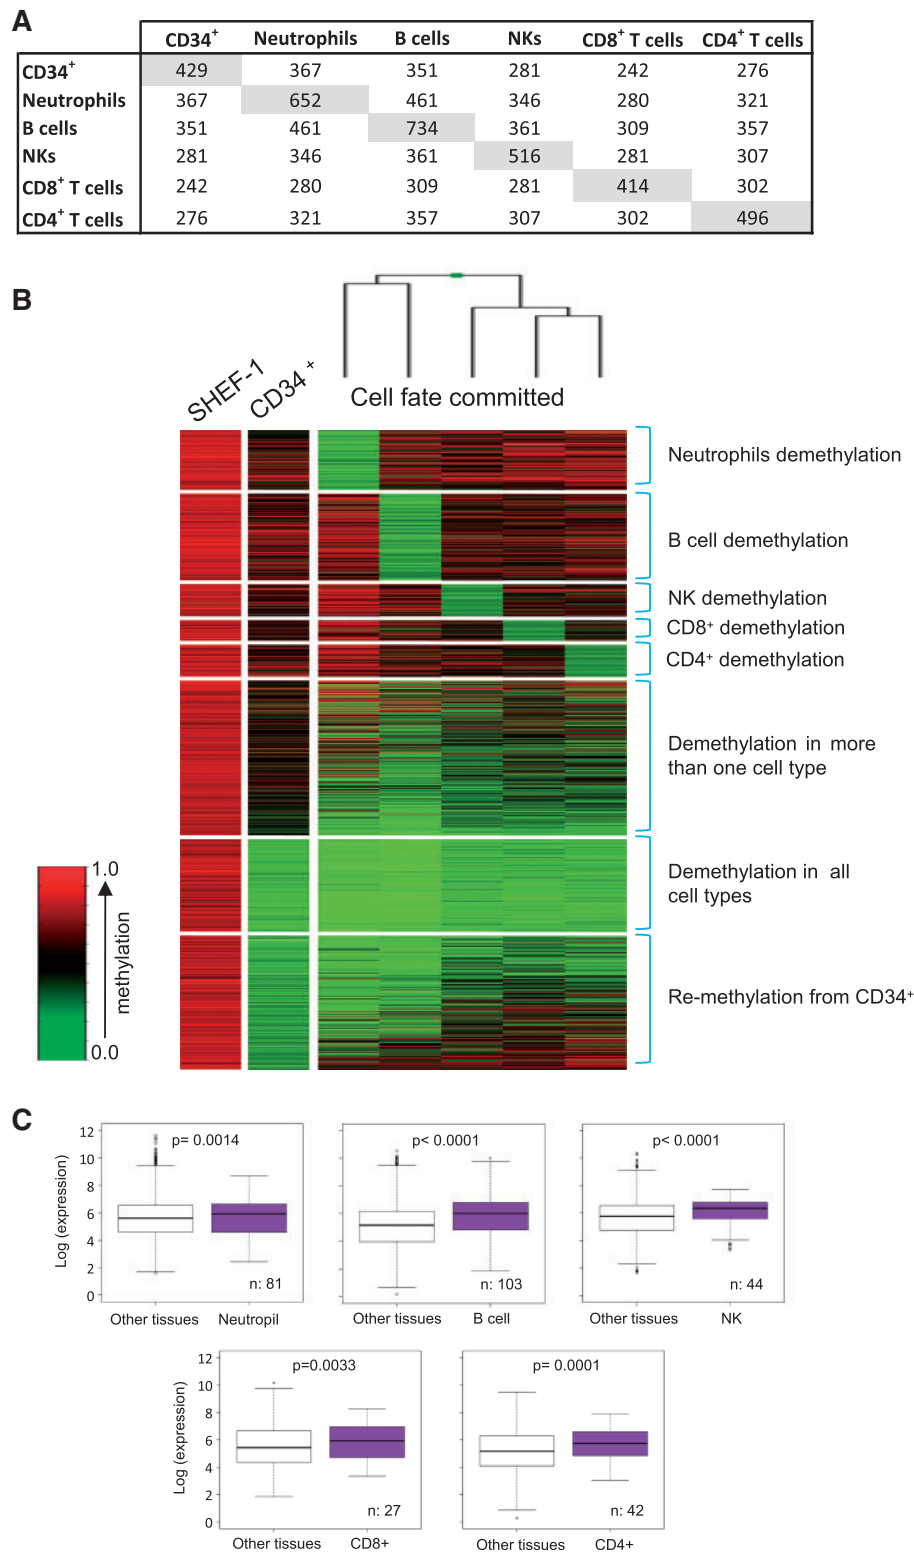 A
CD34+ Neutrophils B cells NKs CD8+ T cells CD4+ T cells
CD34+ 429 367 351 281 242 276
Neutrophils 367 652 461 346 280 321
B cells 351 461 734 361 309 357
NKs 281 346 361 516 281 307
CD8+ T cells 242 280 309 281 414 302
CD4+ T cells 276 321 357 307 302 496
B
SHEF-1
CD34 +
Cell fate committed
Neutrophils demethylation
B cell demethylation
NK demethylation
CD8+ demethylation
CD4+ demethylation
Demethylation in more
than one cell type
Demethylation in all
cell types
Re-methylation from CD34+
1.0
methylation
0.0
C
Log (expression)
12
10
8
6
4
2
0
p= 0.0014
n: 81
Other tissues Neutropil
p< 0.0001
n: 103
Other tissues B cell
p< 0.0001
n: 44
Other tissues NK
Log (expression)
12
10
8
6
4
2
0
p=0.0033
n: 27
Other tissues CD8+
p= 0.0001
n: 42
Other tissues CD4+